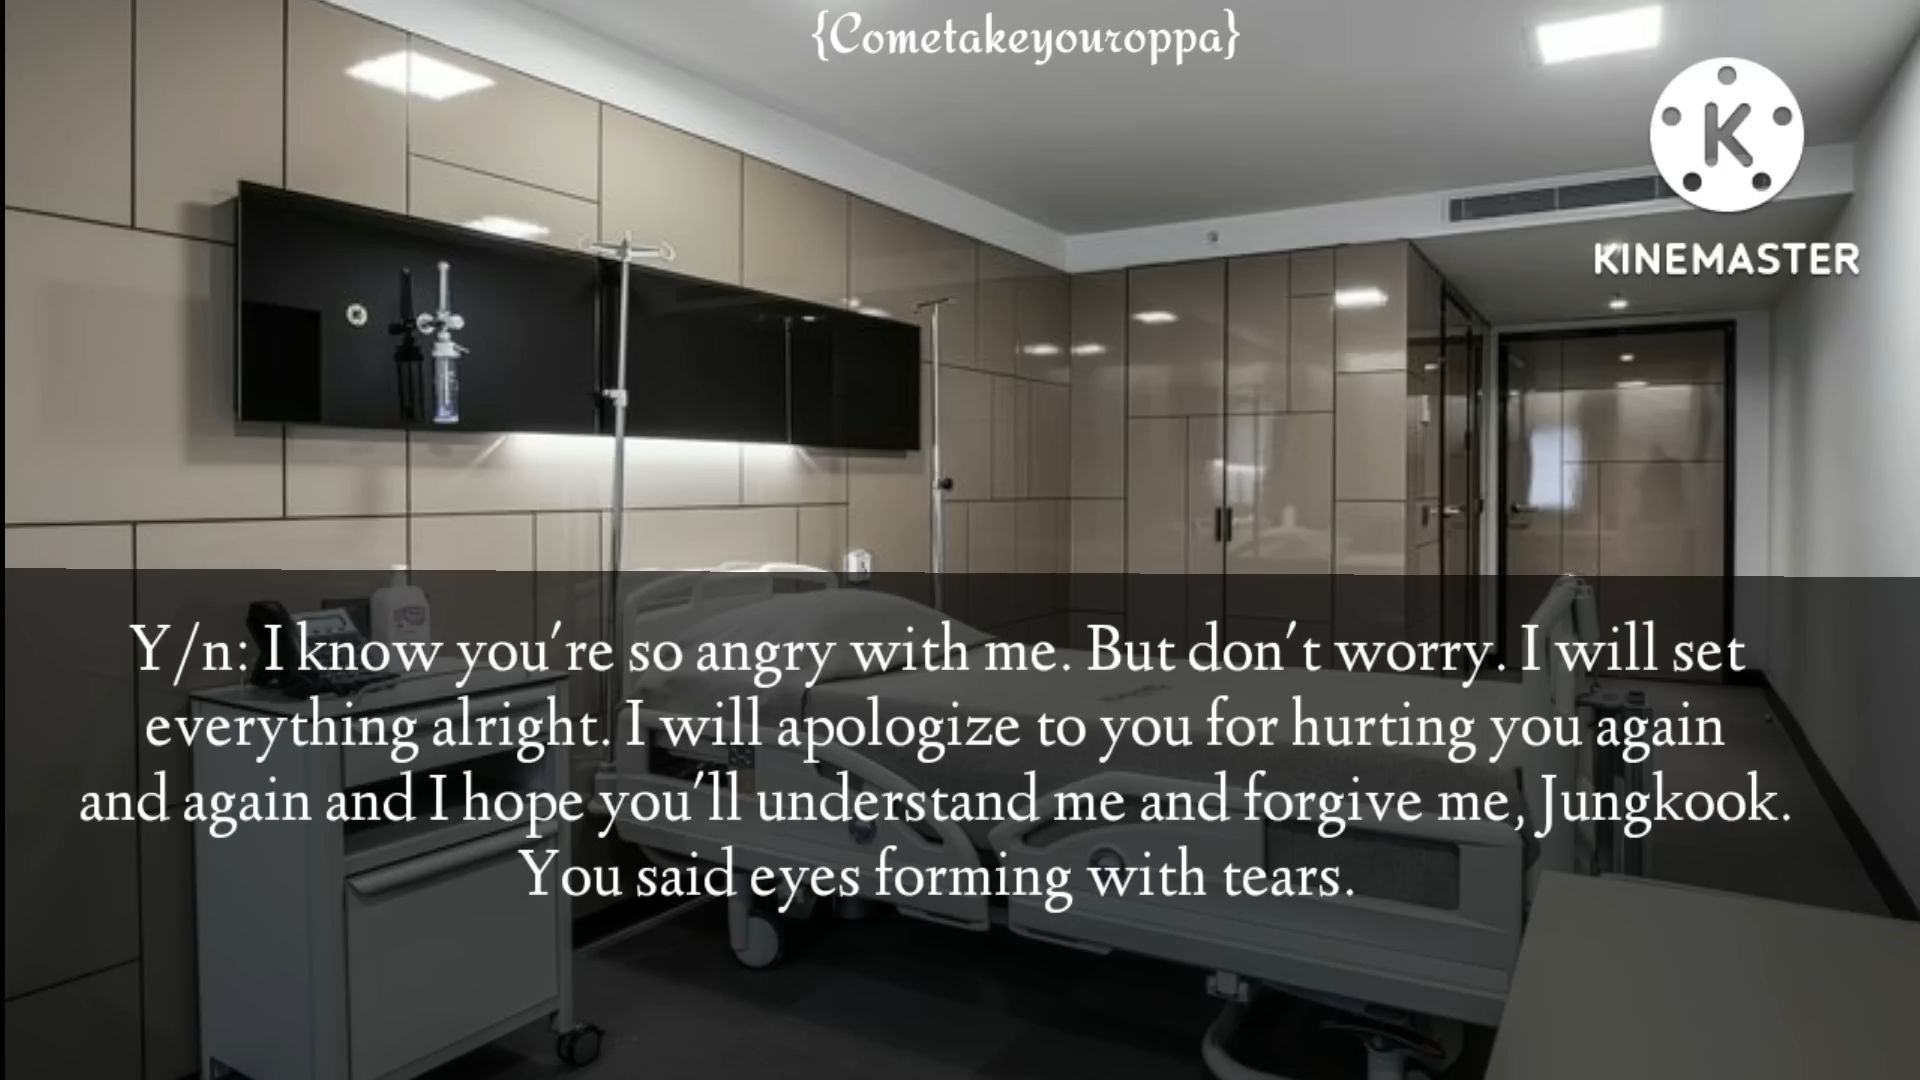 {Cometakeyouroppa}
K
KINEMASTER
Y/n: I know you're so angry with me. But don't worry. I will set
everything alright. I will apologize to you for hurting you again
and again and I hope you'll understand me and forgive me, Jungkook.
You said eyes forming with tears.